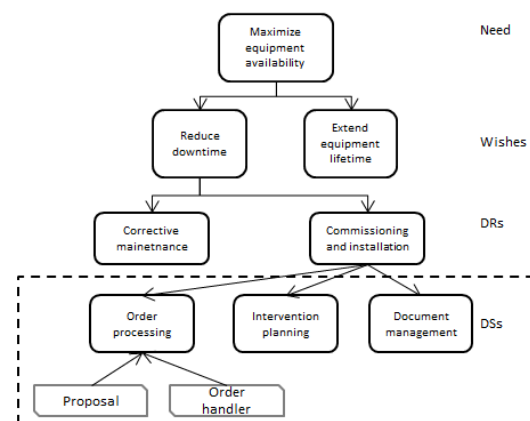 Maximize
equipment
availability
Need
Reduce
downtime
Extend
equipment
lifetime
Wishes
Corrective
mainetnance
Commissioning
and installation
DRs
Order
processing
Intervention
planning
Document
management
DSs
Proposal
Order
handler